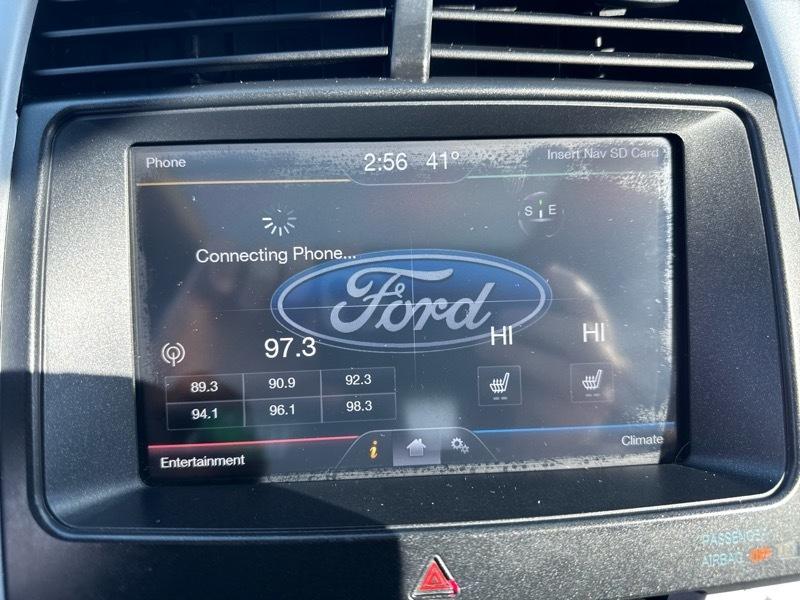 Phone 2:56 41° Insert Nav SD Card
S E
Connecting Phone...
Ford
97.3 HI HI
89.3 90.9 92.3
94.1 96.1 98.3
i
Entertainment Climate
PASSENGER
AIRBAG OFF